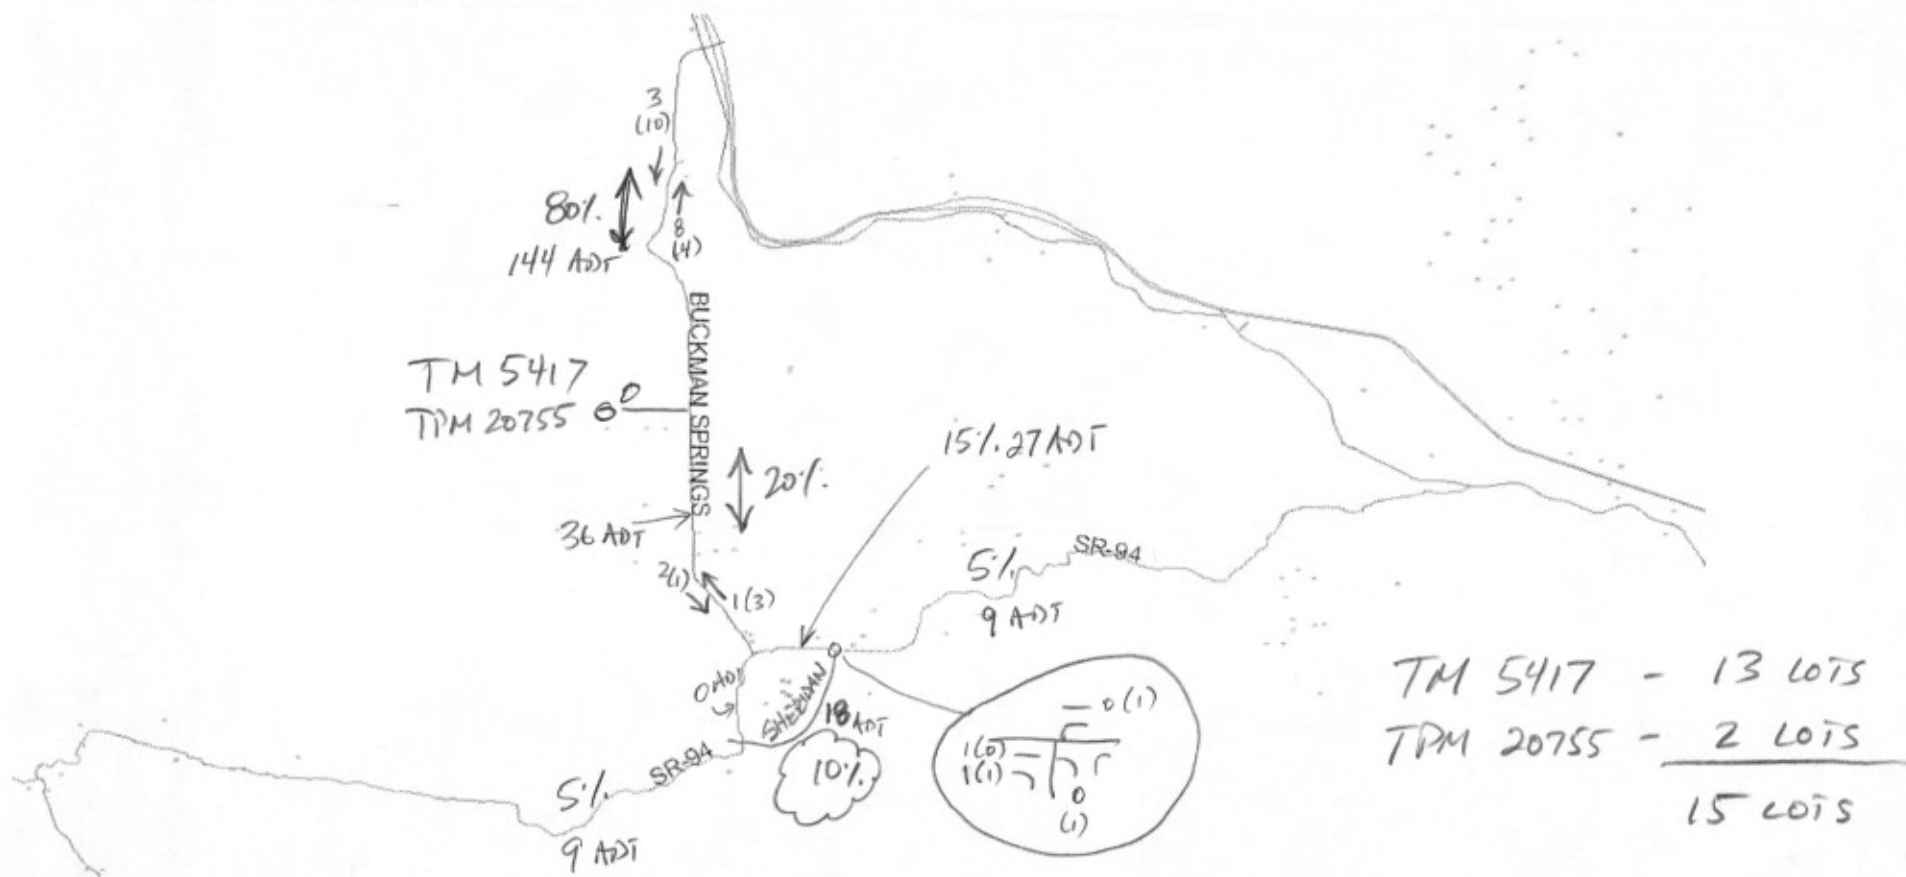 3
(10)
80%.
144 ADT
8
(4)
BUCKMAN SPRINGS
TM 5417
TPM 20755
15%. 27 ADT
20%.
36 ADT
2(1)
1(3)
5%.
SR-94
9 ADT
0 ADT
SHERIDAN
18 ADT
10%.
SR-94
5%.
9 ADT
0(1)
1(0)
1(1)
0
(1)
TM 5417 - 13 LOTS
TPM 20755 - 2 LOTS
15 LOTS